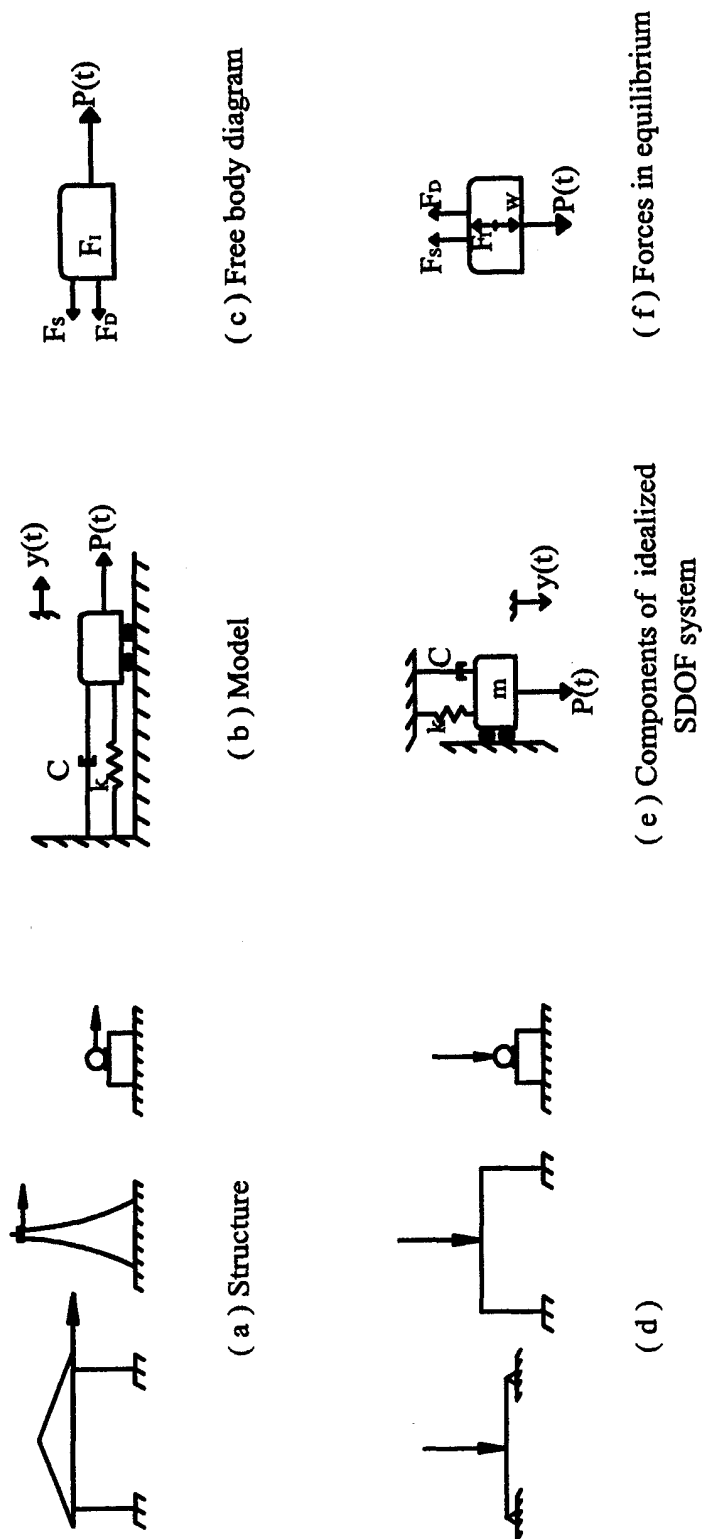 ( a ) Structure
C
k
y(t)
P(t)
( b ) Model
Fs
FD
FI
P(t)
( c ) Free body diagram
( d )
k
C
m
y(t)
P(t)
( e ) Components of idealized
SDOF system
Fs
FD
FI
w
P(t)
( f ) Forces in equilibrium